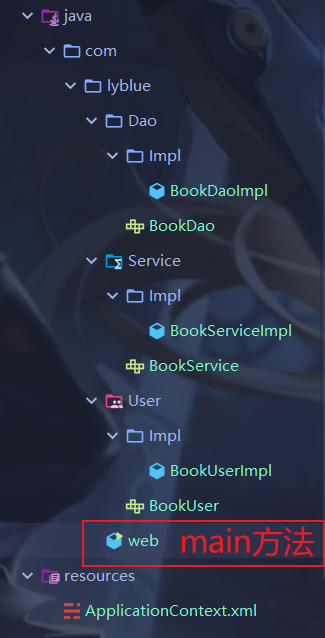 java
com
lyblue
Dao
Impl
BookDaoImpl
BookDao
Service
Impl
BookServiceImpl
BookService
User
Impl
BookUserImpl
BookUser
web main方法
resources
ApplicationContext.xml